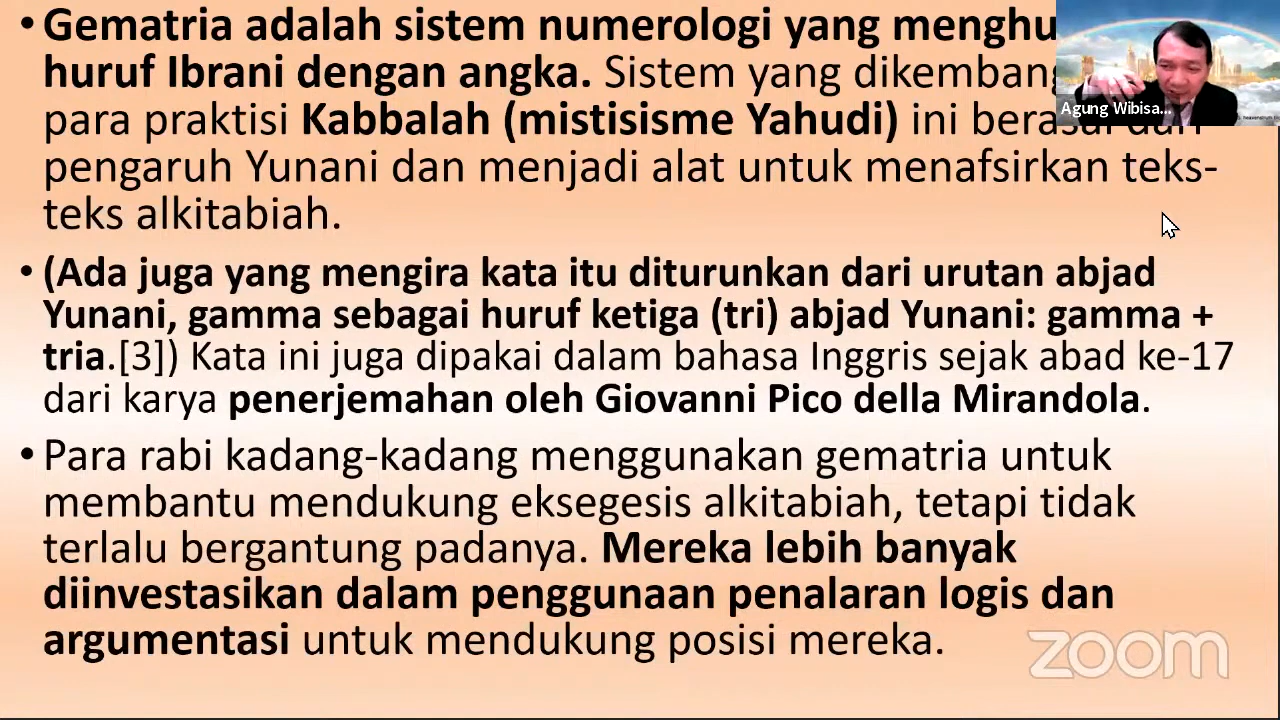 • Gematria adalah sistem numerologi yang menghu
huruf Ibrani dengan angka. Sistem yang dikembang
para praktisi Kabbalah (mistisisme Yahudi) ini berasal dari
pengaruh Yunani dan menjadi alat untuk menafsirkan teks-
teks alkitabiah.
• (Ada juga yang mengira kata itu diturunkan dari urutan abjad
Yunani, gamma sebagai huruf ketiga (tri) abjad Yunani: gamma +
tria.[3]) Kata ini juga dipakai dalam bahasa Inggris sejak abad ke-17
dari karya penerjemahan oleh Giovanni Pico della Mirandola.
• Para rabi kadang-kadang menggunakan gematria untuk
membantu mendukung eksegesis alkitabiah, tetapi tidak
terlalu bergantung padanya. Mereka lebih banyak
diinvestasikan dalam penggunaan penalaran logis dan
argumentasi untuk mendukung posisi mereka.
Agung Wibisa...
zoom